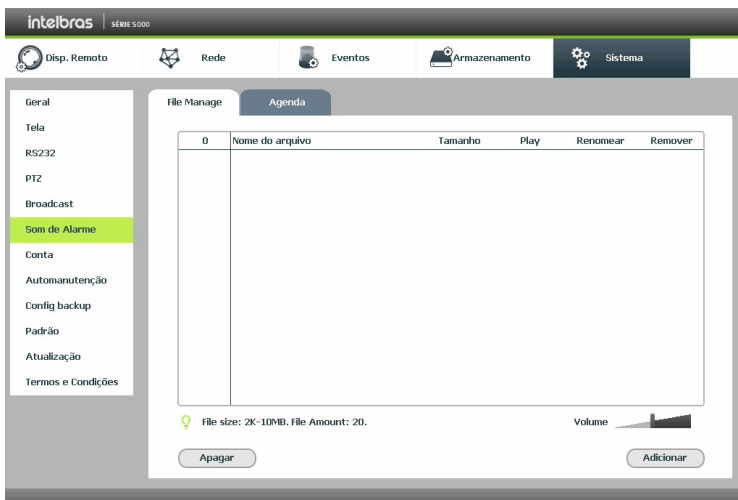 intelbras SÉRIE 5000
Disp. Remoto Rede Eventos Armazenamento Sistema
Geral
Tela
RS232
PTZ
Broadcast
Som de Alarme
Conta
Automanutenção
Config backup
Padrão
Atualização
Termos e Condições
File Manage Agenda
0 Nome do arquivo Tamanho Play Renomear Remover
File size: 2K-10MB. File Amount: 20. Volume
Apagar Adicionar